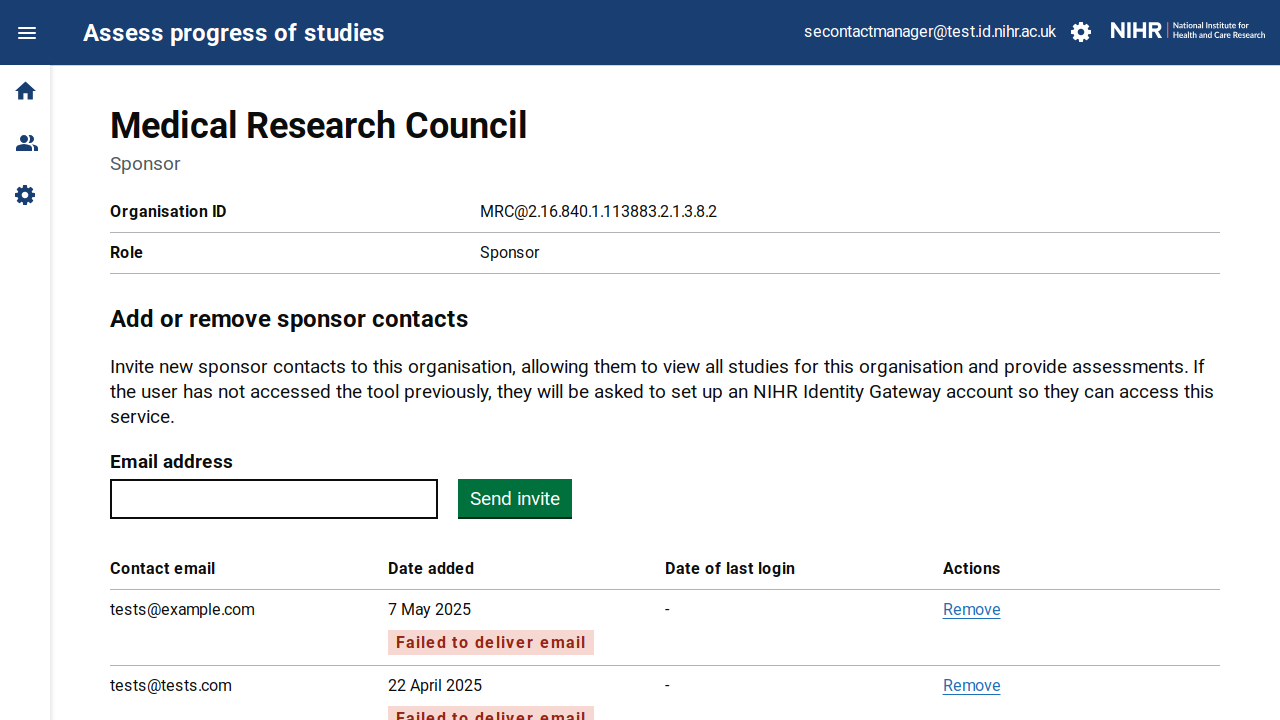 Assess progress of studies
secontactmanager@test.id.nihr.ac.uk
NIHR | National Institute for
Health and Care Research
Medical Research Council
Sponsor
Organisation ID MRC@2.16.840.1.113883.2.1.3.8.2
Role Sponsor
Add or remove sponsor contacts
Invite new sponsor contacts to this organisation, allowing them to view all studies for this organisation and provide assessments. If
the user has not accessed the tool previously, they will be asked to set up an NIHR Identity Gateway account so they can access this
service.
Email address
Send invite
Contact email Date added Date of last login Actions
tests@example.com 7 May 2025 - Remove
Failed to deliver email
tests@tests.com 22 April 2025 - Remove
Failed to deliver email